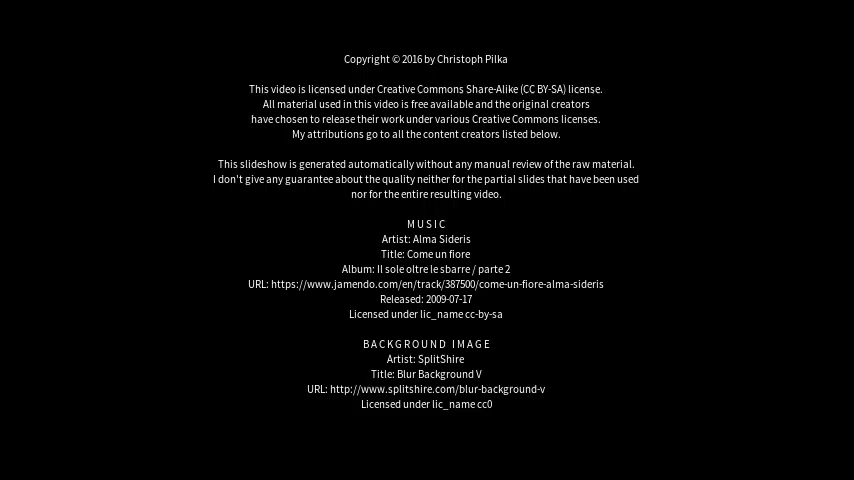 Copyright © 2016 by Christoph Pilka
This video is licensed under Creative Commons Share-Alike (CC BY-SA) license.
All material used in this video is free available and the original creators
have chosen to release their work under various Creative Commons licenses.
My attributions go to all the content creators listed below.
This slideshow is generated automatically without any manual review of the raw material.
I don't give any guarantee about the quality neither for the partial slides that have been used
nor for the entire resulting video.
M U S I C
Artist: Alma Sideris
Title: Come un fiore
Album: Il sole oltre le sbarre / parte 2
URL: https://www.jamendo.com/en/track/387500/come-un-fiore-alma-sideris
Released: 2009-07-17
Licensed under lic_name cc-by-sa
B A C K G R O U N D  I M A G E
Artist: SplitShire
Title: Blur Background V
URL: http://www.splitshire.com/blur-background-v
Licensed under lic_name cc0